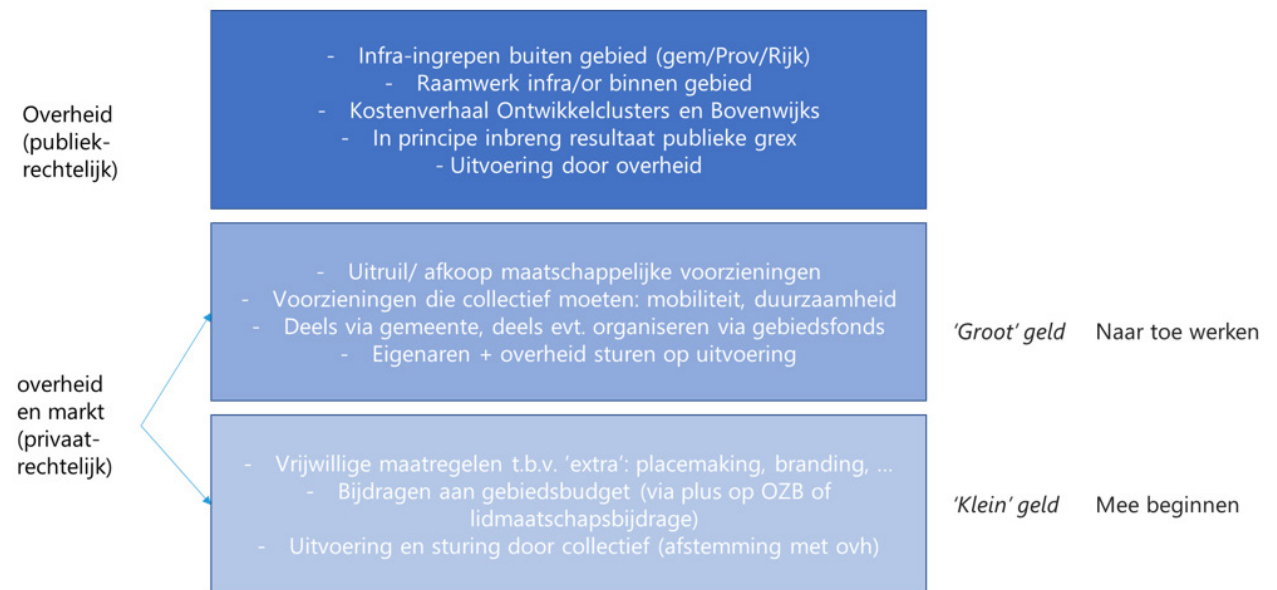 Overheid
(publiek-
rechtelijk)
- Infra-ingrepen buiten gebied (gem/Prov/Rijk)
- Raamwerk infra/or binnen gebied
- Kostenverhaal Ontwikkelclusters en Bovenwijks
- In principe inbreng resultaat publieke grex
- Uitvoering door overheid
- Uitruil/ afkoop maatschappelijke voorzieningen
- Voorzieningen die collectief moeten: mobiliteit, duurzaamheid
- Deels via gemeente, deels evt. organiseren via gebiedsfonds
- Eigenaren + overheid sturen op uitvoering
'Groot' geld Naar toe werken
overheid
en markt
(privaat-
rechtelijk)
- Vrijwillige maatregelen t.b.v. 'extra': placemaking, branding, ...
- Bijdragen aan gebiedsbudget (via plus op OZB of
lidmaatschapsbijdrage)
- Uitvoering en sturing door collectief (afstemming met ovh)
'Klein' geld Mee beginnen